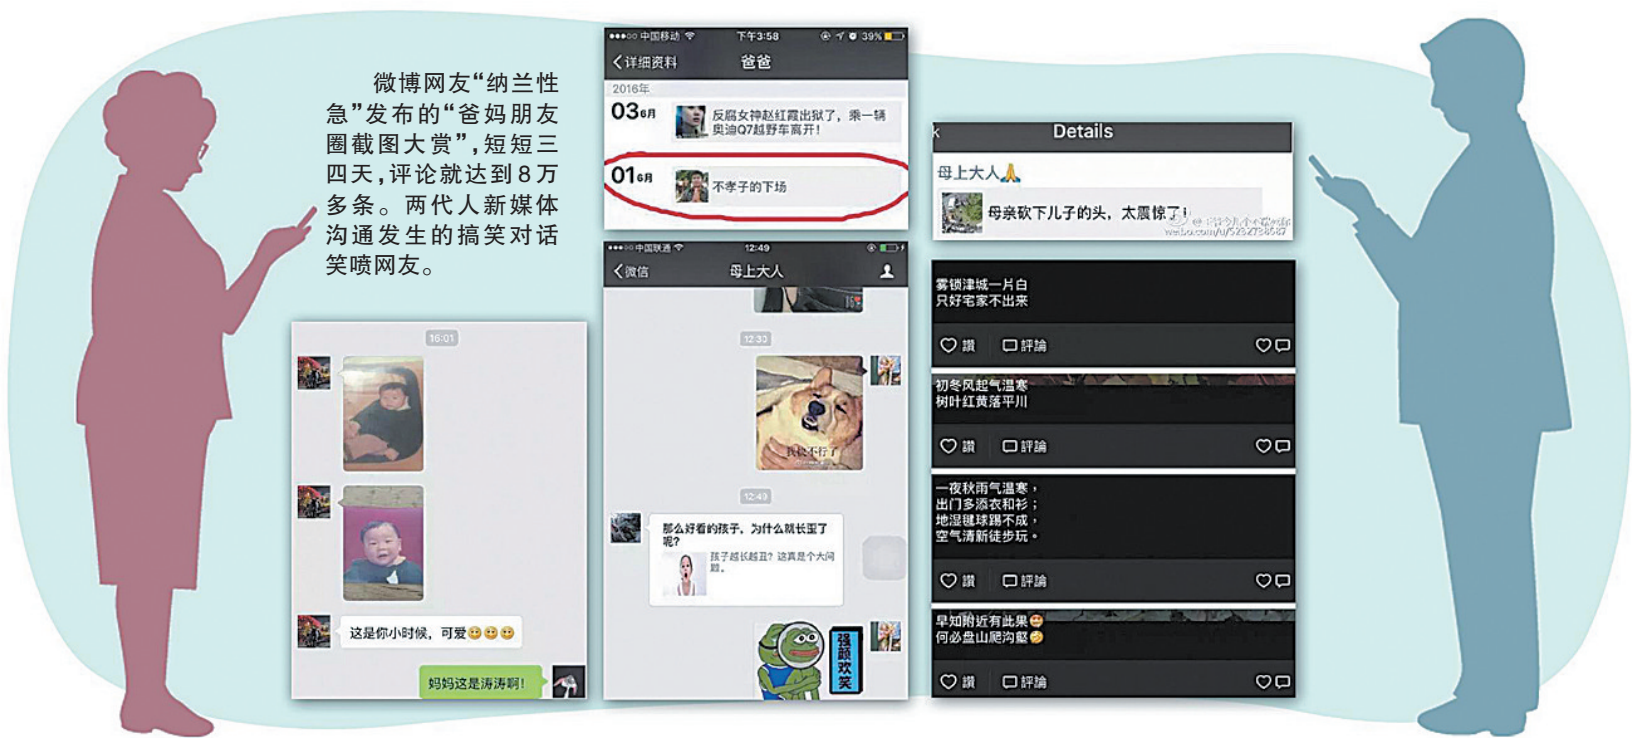 微博网友“纳兰性
急”发布的“爸妈朋友
圈截图大赏”,短短三
四天,评论就达到8万
多条。两代人新媒体
沟通发生的搞笑对话
笑喷网友。
16:01
这是你小时候，可爱
妈妈这是涛涛啊！
中国移动 下午3:58 39%
详细资料 爸爸
2016年
03 6月
反腐女神赵红霞出狱了，乘一辆
奥迪Q7越野车离开！
01 6月
不孝子的下场
中国联通 12:49
微信 母上大人
12:30
我快不行了
12:49
那么好看的孩子，为什么就长歪了
呢？
孩子越长越丑？这真是个大问
题。
强颜欢笑
k Details
母上大人
母亲砍下儿子的头，太震惊了！
雾锁津城一片白
只好宅家不出来
讚 評論
初冬风起气温寒
树叶红黄落平川
讚 評論
一夜秋雨气温寒，
出门多添衣和衫；
地湿毽球踢不成，
空气清新徒步玩。
讚 評論
早知附近有此果
何必盘山爬沟壑
讚 評論